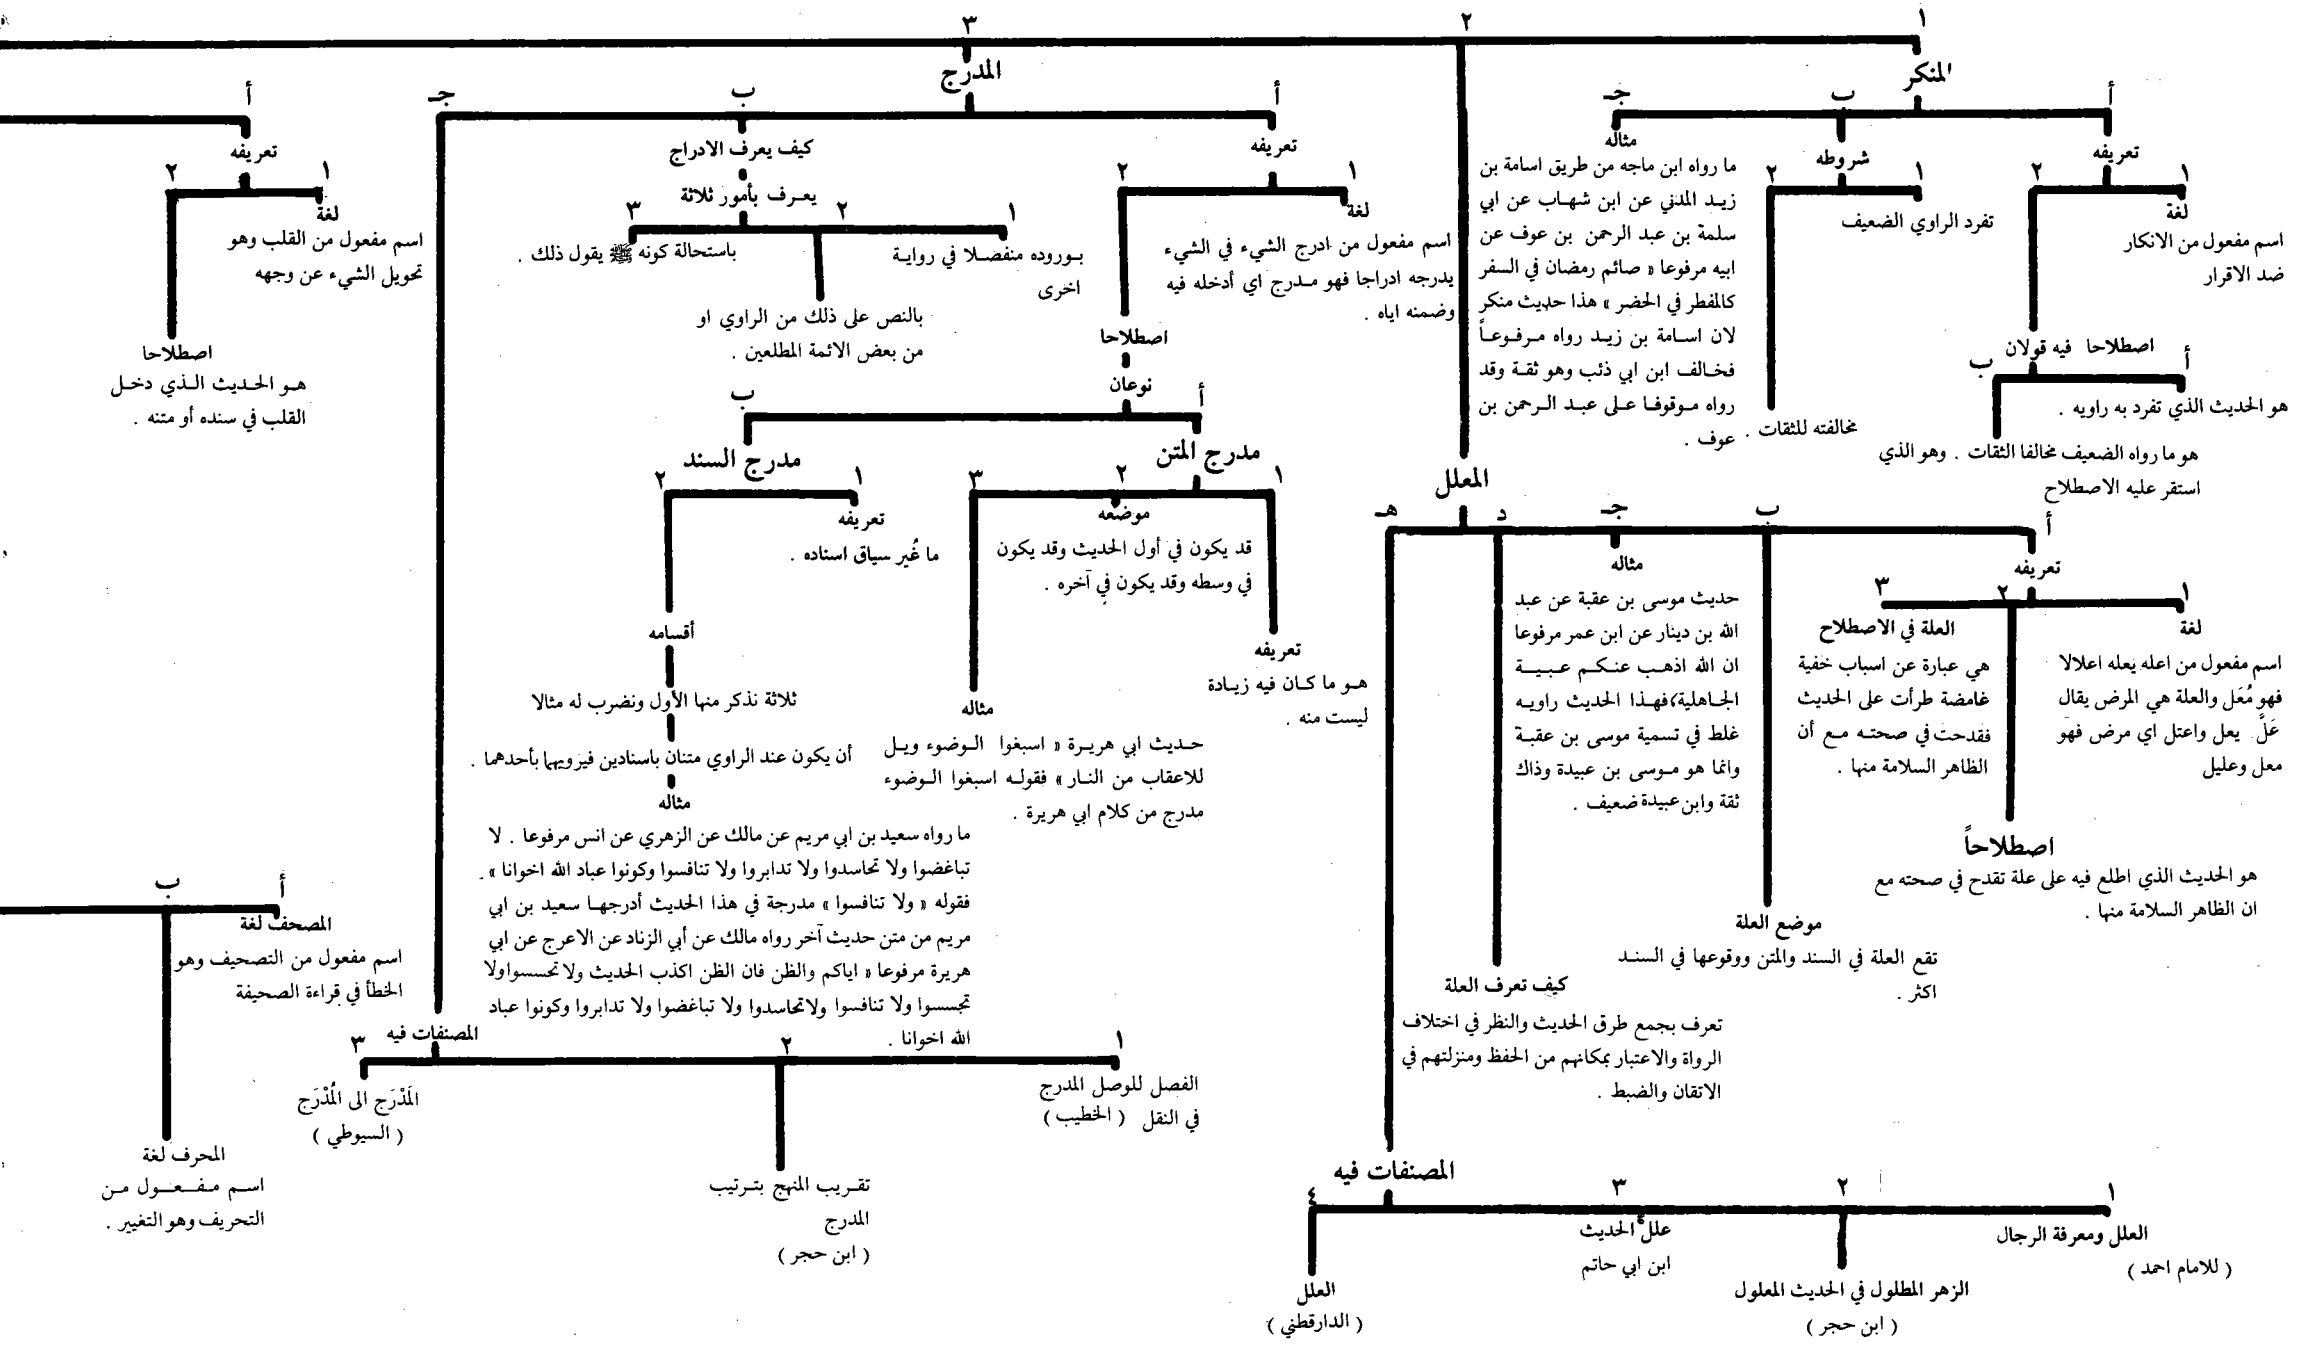 ١
المنكر
أ
تعريفه
١
لغة
اسم مفعول من الانكار
ضد الاقرار
٢
اصطلاحا فيه قولان
أ
هو الحديث الذي تفرد به راويه .
ب
هو ما رواه الضعيف مخالفا الثقات . وهو الذي
استقر عليه الاصطلاح
ب
شروطه
١
تفرد الراوي الضعيف
٢
مخالفته للثقات .
جـ
مثاله
ما رواه ابن ماجه من طريق اسامة بن
زيد المدني عن ابن شهاب عن ابي
سلمة بن عبد الرحمن بن عوف عن
ابيه مرفوعا « صائم رمضان في السفر
كالمفطر في الحضر » هذا حديث منكر
لان اسامة بن زيد رواه مرفوعاً
فخالف ابن ابي ذئب وهو ثقة وقد
رواه موقوفا على عبد الرحمن بن
عوف .
٢
المعلل
أ
تعريفه
١
لغة
اسم مفعول من اعله يعله اعلالا
فهو مُعَل والعلة هي المرض يقال
عَلَّ يعل واعتل اي مرض فهو
معل وعليل
٢
اصطلاحاً
هو الحديث الذي اطلع فيه على علة تقدح في صحته مع
ان الظاهر السلامة منها .
٣
العلة في الاصطلاح
هي عبارة عن اسباب خفية
غامضة طرأت على الحديث
فقدحت في صحته مع أن
الظاهر السلامة منها .
ب
موضع العلة
تقع العلة في السند والمتن ووقوعها في السند
اكثر .
جـ
مثاله
حديث موسى بن عقبة عن عبد
الله بن دينار عن ابن عمر مرفوعا
ان الله اذهب عنكم عبية
الجاهلية) فهذا الحديث راويه
غلط في تسمية موسى بن عقبة
وانما هو موسى بن عبيدة وذاك
ثقة وابن عبيدة ضعيف .
د
كيف تعرف العلة
تعرف بجمع طرق الحديث والنظر في اختلاف
الرواة والاعتبار بمكانهم من الحفظ ومنزلتهم في
الاتقان والضبط .
هـ
المصنفات فيه
١
العلل ومعرفة الرجال
( للامام احمد )
٢
الزهر المطلول في الحديث المعلول
( ابن حجر )
٣
علل الحديث
ابن ابي حاتم
٤
العلل
( الدارقطني )
٣
المدرج
أ
تعريفه
١
لغة
اسم مفعول من ادرج الشيء في الشيء
يدرجه ادراجا فهو مدرج اي أدخله فيه
وضمنه اياه .
٢
اصطلاحا
نوعان
أ
مدرج المتن
١
تعريفه
هو ما كان فيه زيادة
ليست منه .
٢
موضعه
قد يكون في أول الحديث وقد يكون
في وسطه وقد يكون في آخره .
٣
مثاله
حديث ابي هريرة « اسبغوا الوضوء ويل
للاعقاب من النار » فقوله اسبغوا الوضوء
مدرج من كلام ابي هريرة .
ب
مدرج السند
١
تعريفه
ما غُير سياق اسناده .
٢
أقسامه
ثلاثة نذكر منها الأول ونضرب له مثالا
أن يكون عند الراوي متنان باسنادين فيرويهما بأحدهما .
مثاله
ما رواه سعيد بن ابي مريم عن مالك عن الزهري عن انس مرفوعا . لا
تباغضوا ولا تحاسدوا ولا تدابروا ولا تنافسوا وكونوا عباد الله اخوانا » .
فقوله « ولا تنافسوا » مدرجة في هذا الحديث أدرجها سعيد بن ابي
مريم من متن حديث آخر رواه مالك عن أبي الزناد عن الاعرج عن ابي
هريرة مرفوعا « اياكم والظن فان الظن اكذب الحديث ولا تحسسوا ولا
تجسسوا ولا تنافسوا ولا تحاسدوا ولا تباغضوا ولا تدابروا وكونوا عباد
الله اخوانا .
ب
كيف يعرف الادراج
يعرف بأمور ثلاثة
١
بوروده منفصلا في رواية
اخرى
٢
بالنص على ذلك من الراوي او
من بعض الائمة المطلعين .
٣
باستحالة كونه ﷺ يقول ذلك .
جـ
المصنفات فيه
١
الفصل للوصل المدرج
في النقل ( الخطيب )
٢
تقريب المنهج بترتيب
المدرج
( ابن حجر )
٣
المَدْرَج الى المُدْرَج
( السيوطي )
أ
تعريفه
١
لغة
اسم مفعول من القلب وهو
تحويل الشيء عن وجهه
٢
اصطلاحا
هو الحديث الذي دخل
القلب في سنده أو متنه .
أ
المصحف لغة
اسم مفعول من التصحيف وهو
الخطأ في قراءة الصحيفة
ب
المحرف لغة
اسم مفعول من
التحريف وهو التغيير .